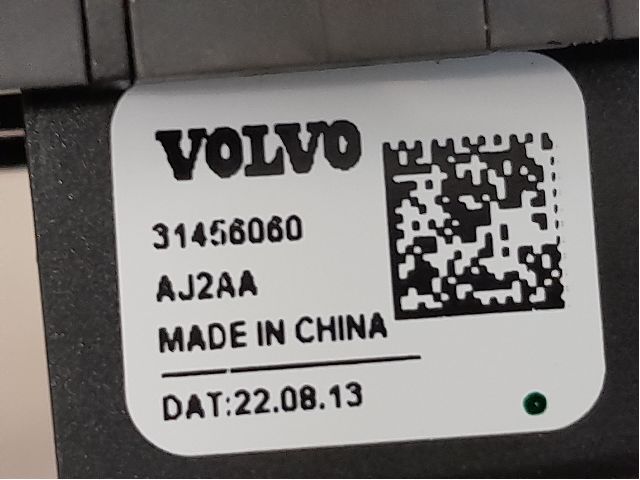 VOLVO
31456060
AJ2AA
MADE IN CHINA
DAT:22.08.13